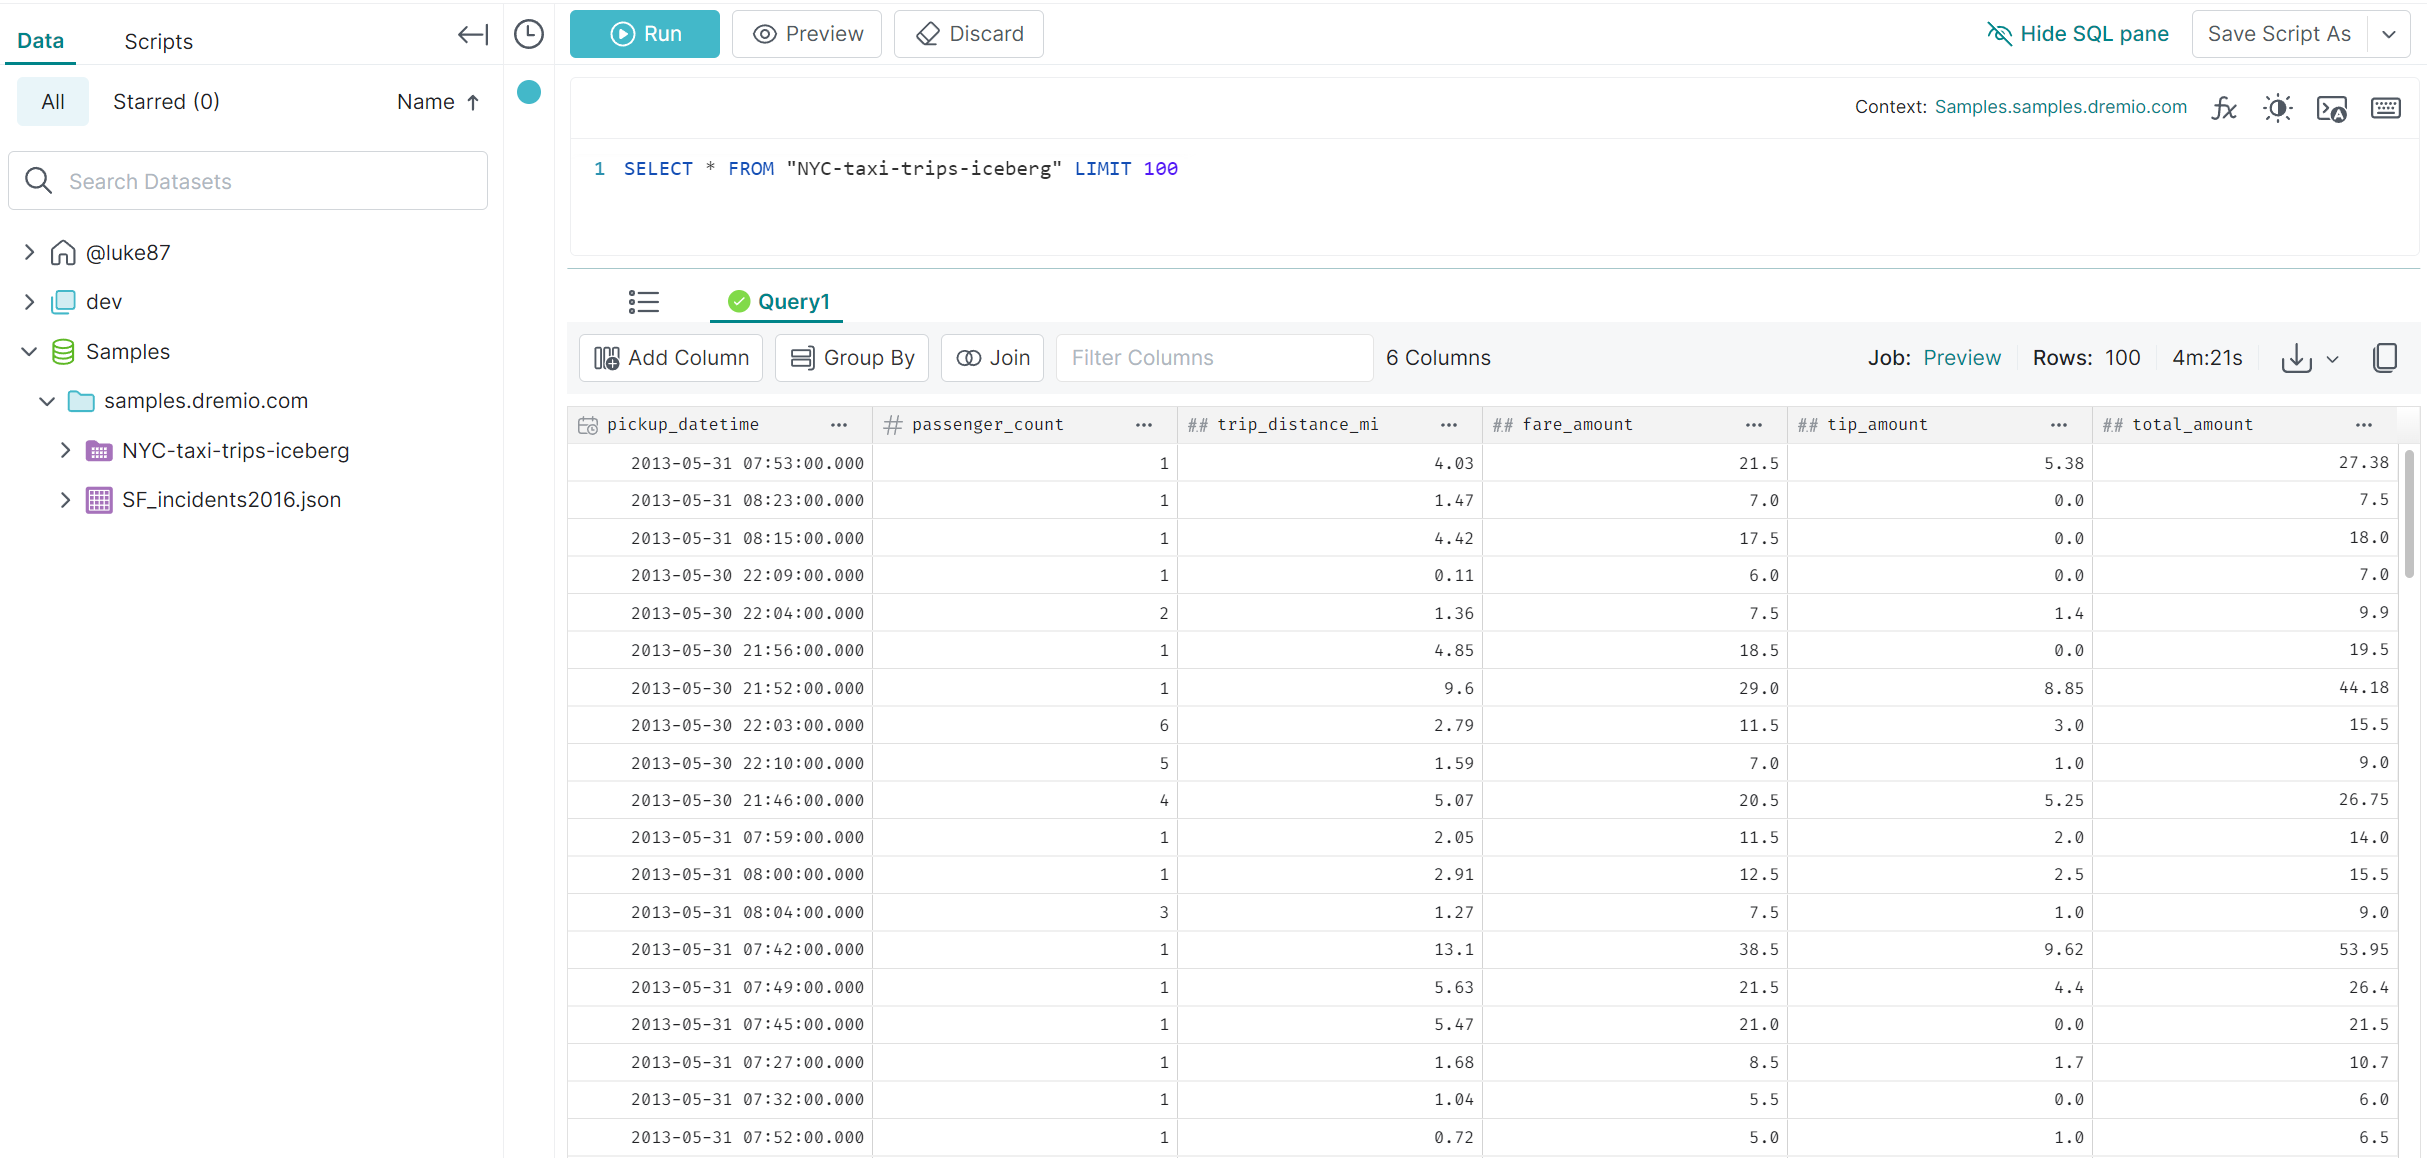 Data Scripts
Run Preview Discard Hide SQL pane Save Script As
All Starred (0) Name
Context: Samples.samples.dremio.com
Search Datasets
1 SELECT * FROM "NYC-taxi-trips-iceberg" LIMIT 100
@luke87
dev
Samples
samples.dremio.com
NYC-taxi-trips-iceberg
SF_incidents2016.json
Query1
Add Column Group By Join Filter Columns 6 Columns Job: Preview Rows: 100 4m:21s
pickup_datetime ... # passenger_count ... ## trip_distance_mi ... ## fare_amount ... ## tip_amount ... ## total_amount ...
2013-05-31 07:53:00.000 1 4.03 21.5 5.38 27.38
2013-05-31 08:23:00.000 1 1.47 7.0 0.0 7.5
2013-05-31 08:15:00.000 1 4.42 17.5 0.0 18.0
2013-05-30 22:09:00.000 1 0.11 6.0 0.0 7.0
2013-05-30 22:04:00.000 2 1.36 7.5 1.4 9.9
2013-05-30 21:56:00.000 1 4.85 18.5 0.0 19.5
2013-05-30 21:52:00.000 1 9.6 29.0 8.85 44.18
2013-05-30 22:03:00.000 6 2.79 11.5 3.0 15.5
2013-05-30 22:10:00.000 5 1.59 7.0 1.0 9.0
2013-05-30 21:46:00.000 4 5.07 20.5 5.25 26.75
2013-05-31 07:59:00.000 1 2.05 11.5 2.0 14.0
2013-05-31 08:00:00.000 1 2.91 12.5 2.5 15.5
2013-05-31 08:04:00.000 3 1.27 7.5 1.0 9.0
2013-05-31 07:42:00.000 1 13.1 38.5 9.62 53.95
2013-05-31 07:49:00.000 1 5.63 21.5 4.4 26.4
2013-05-31 07:45:00.000 1 5.47 21.0 0.0 21.5
2013-05-31 07:27:00.000 1 1.68 8.5 1.7 10.7
2013-05-31 07:32:00.000 1 1.04 5.5 0.0 6.0
2013-05-31 07:52:00.000 1 0.72 5.0 1.0 6.5